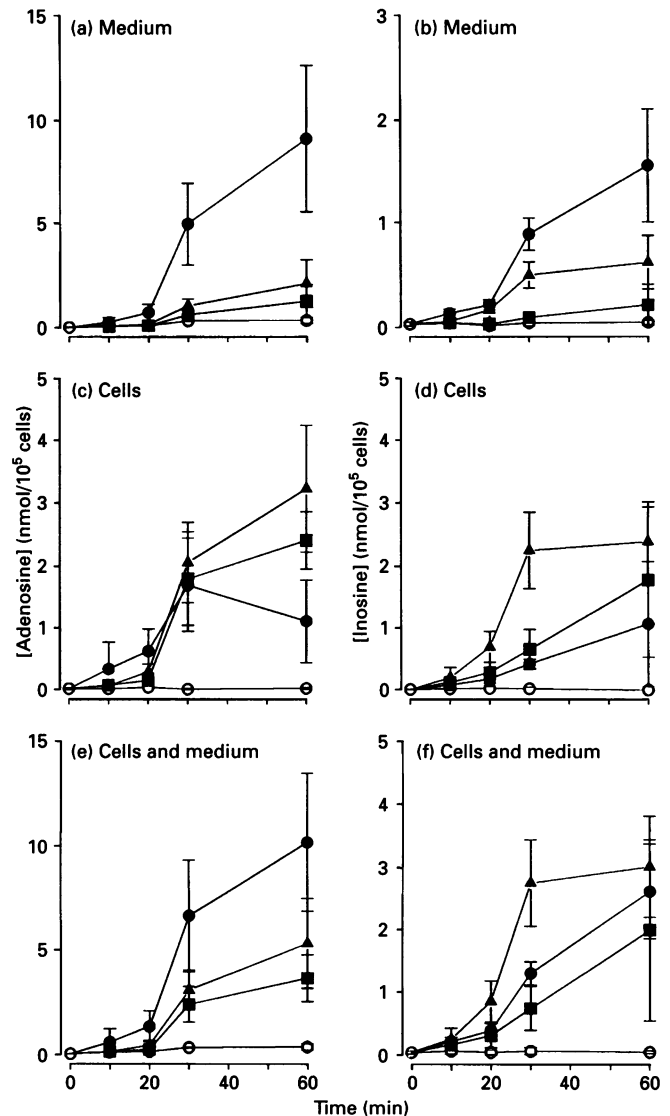 (a) Medium
15
10
5
0
(b) Medium
3
2
1
0
[Adenosine] (nmol/10⁵ cells)
(c) Cells
5
4
3
2
1
0
[Inosine] (nmol/10⁵ cells)
(d) Cells
5
4
3
2
1
0
(e) Cells and medium
15
10
5
0
0 20 40 60
(f) Cells and medium
5
4
3
2
1
0
0 20 40 60
Time (min)